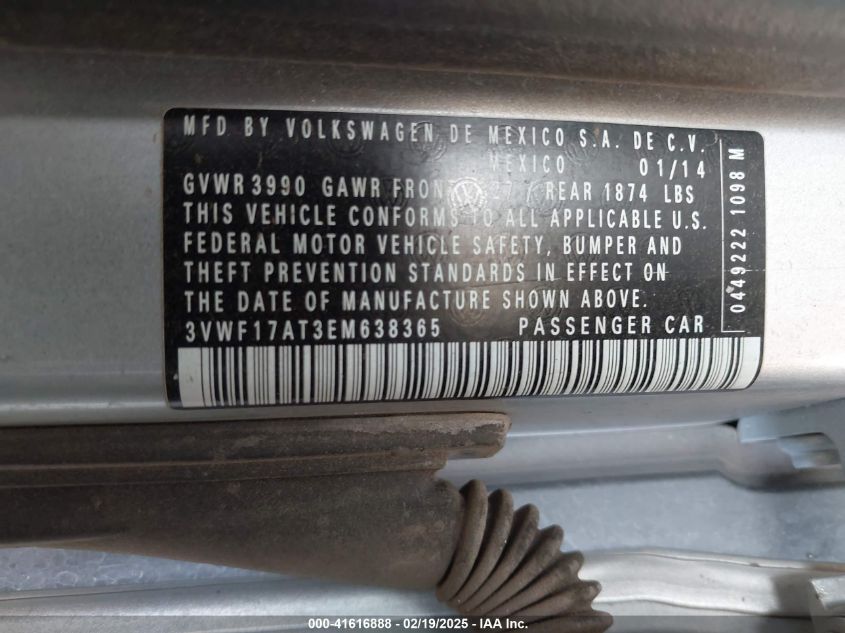 MFD BY VOLKSWAGEN DE MEXICO S.A. DE C.V.
MEXICO 01/14
GVWR 3990 GAWR FRONT REAR 1874 LBS
THIS VEHICLE CONFORMS TO ALL APPLICABLE U.S.
FEDERAL MOTOR VEHICLE SAFETY, BUMPER AND
THEFT PREVENTION STANDARDS IN EFFECT ON
THE DATE OF MANUFACTURE SHOWN ABOVE.
3VWF17AT3EM638365 PASSENGER CAR
0449222 1098 M
000-41616888 - 02/19/2025 - IAA Inc.